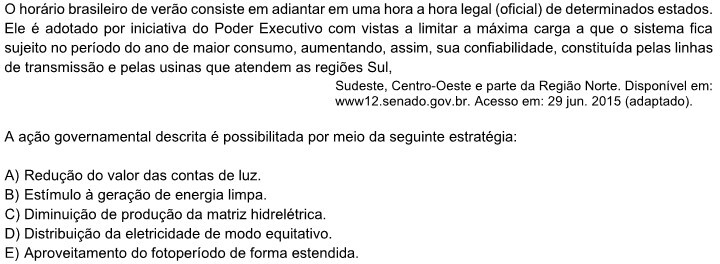 O horário brasileiro de verão consiste em adiantar em uma hora a hora legal (oficial) de determinados estados.
Ele é adotado por iniciativa do Poder Executivo com vistas a limitar a máxima carga a que o sistema fica
sujeito no período do ano de maior consumo, aumentando, assim, sua confiabilidade, constituída pelas linhas
de transmissão e pelas usinas que atendem as regiões Sul,
Sudeste, Centro-Oeste e parte da Região Norte. Disponível em:
www12.senado.gov.br. Acesso em: 29 jun. 2015 (adaptado).
A ação governamental descrita é possibilitada por meio da seguinte estratégia:
A) Redução do valor das contas de luz.
B) Estímulo à geração de energia limpa.
C) Diminuição de produção da matriz hidrelétrica.
D) Distribuição da eletricidade de modo equitativo.
E) Aproveitamento do fotoperíodo de forma estendida.